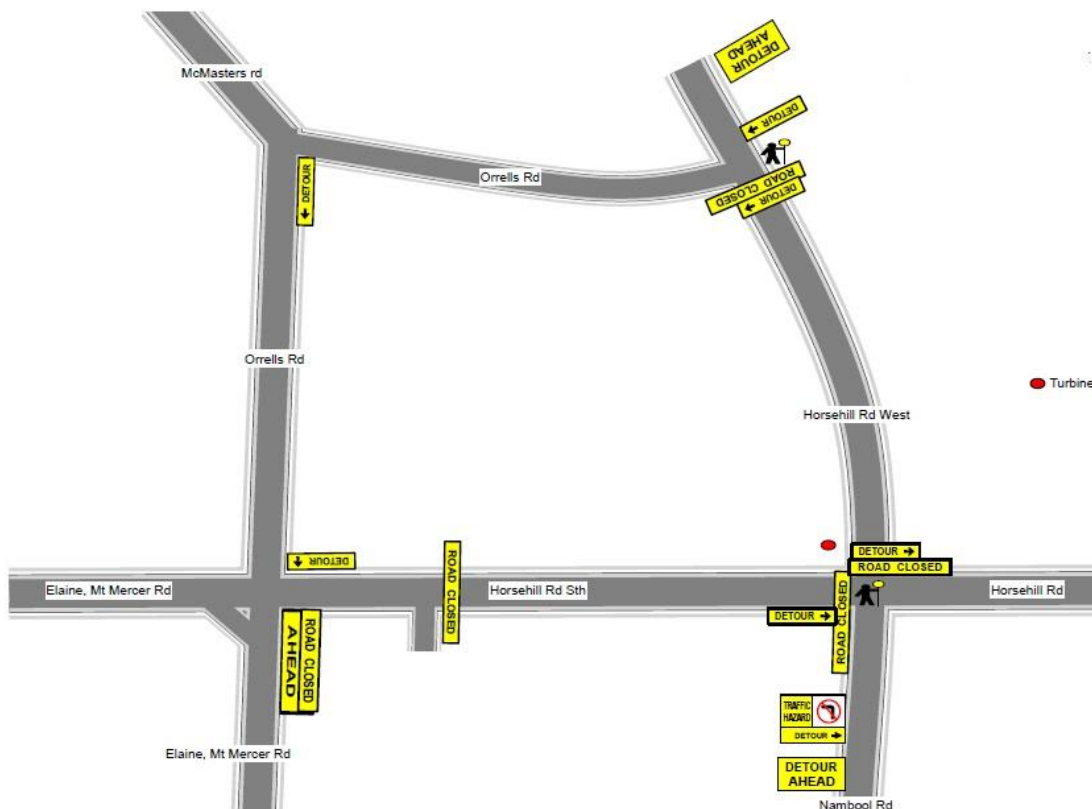 DETOUR
AHEAD
McMasters rd
DETOUR
ROAD CLOSED
DETOUR
Orrells Rd
DETOUR
Orrells Rd
Turbine
Horsehill Rd West
DETOUR
ROAD CLOSED
DETOUR
ROAD CLOSED
Elaine, Mt Mercer Rd
Horsehill Rd Sth
Horsehill Rd
DETOUR
ROAD CLOSED
ROAD CLOSED
AHEAD
TRAFFIC
HAZARD
DETOUR
Elaine, Mt Mercer Rd
DETOUR
AHEAD
Nambool Rd